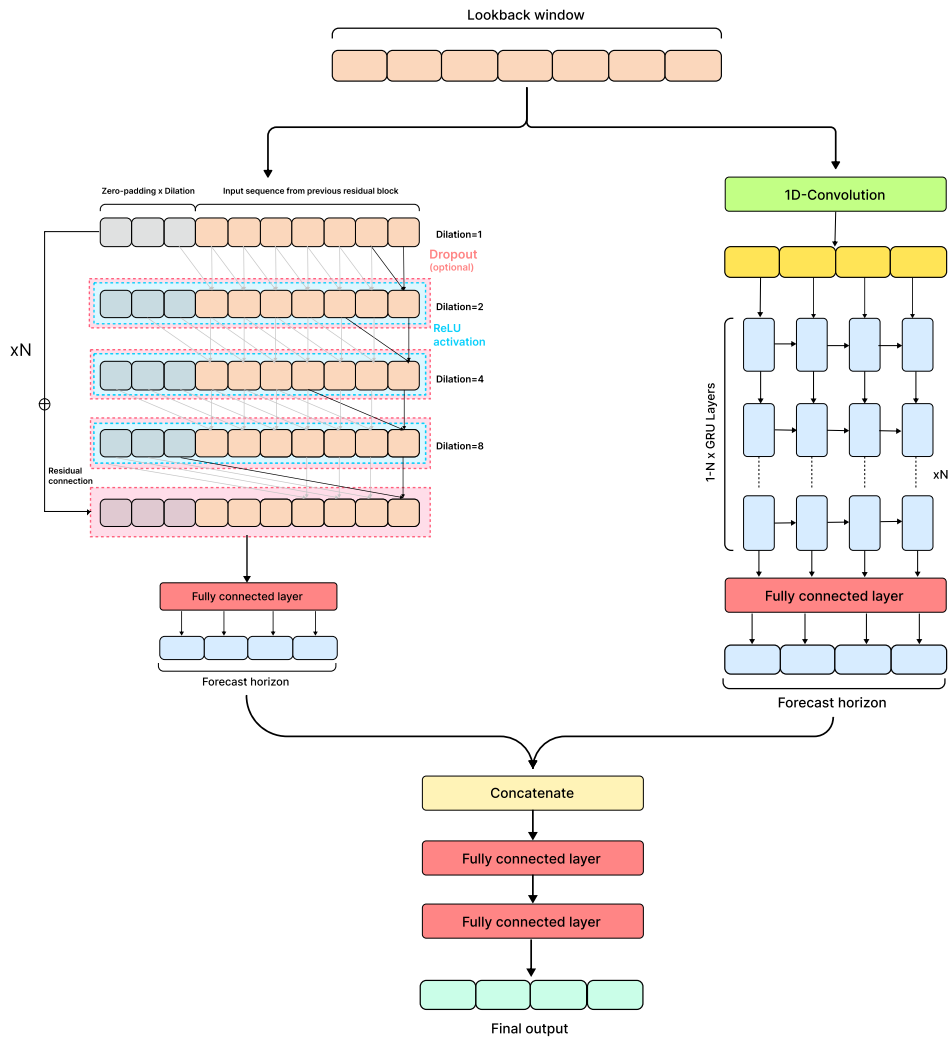 Lookback window
Zero-padding x Dilation
Input sequence from previous residual block
Dilation=1
Dropout
(optional)
Dilation=2
ReLU
activation
xN
Dilation=4
Dilation=8
Residual
connection
Fully connected layer
Forecast horizon
1D-Convolution
1-N x GRU Layers
xN
Fully connected layer
Forecast horizon
Concatenate
Fully connected layer
Fully connected layer
Final output